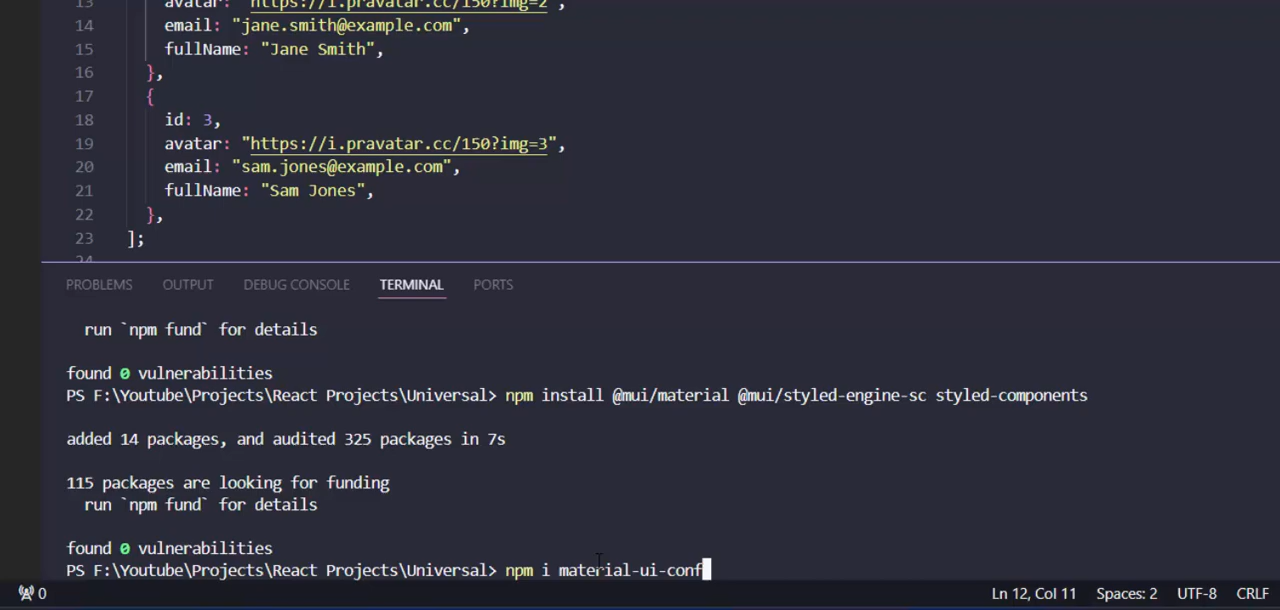 13 avatar: "https://i.pravatar.cc/150?img=2",
14 email: "jane.smith@example.com",
15 fullName: "Jane Smith",
16 },
17 {
18 id: 3,
19 avatar: "https://i.pravatar.cc/150?img=3",
20 email: "sam.jones@example.com",
21 fullName: "Sam Jones",
22 },
23 ];
24
PROBLEMS OUTPUT DEBUG CONSOLE TERMINAL PORTS
run `npm fund` for details
found 0 vulnerabilities
PS F:\Youtube\Projects\React Projects\Universal> npm install @mui/material @mui/styled-engine-sc styled-components
added 14 packages, and audited 325 packages in 7s
115 packages are looking for funding
run `npm fund` for details
found 0 vulnerabilities
PS F:\Youtube\Projects\React Projects\Universal> npm i material-ui-conf
0 Ln 12, Col 11 Spaces: 2 UTF-8 CRLF